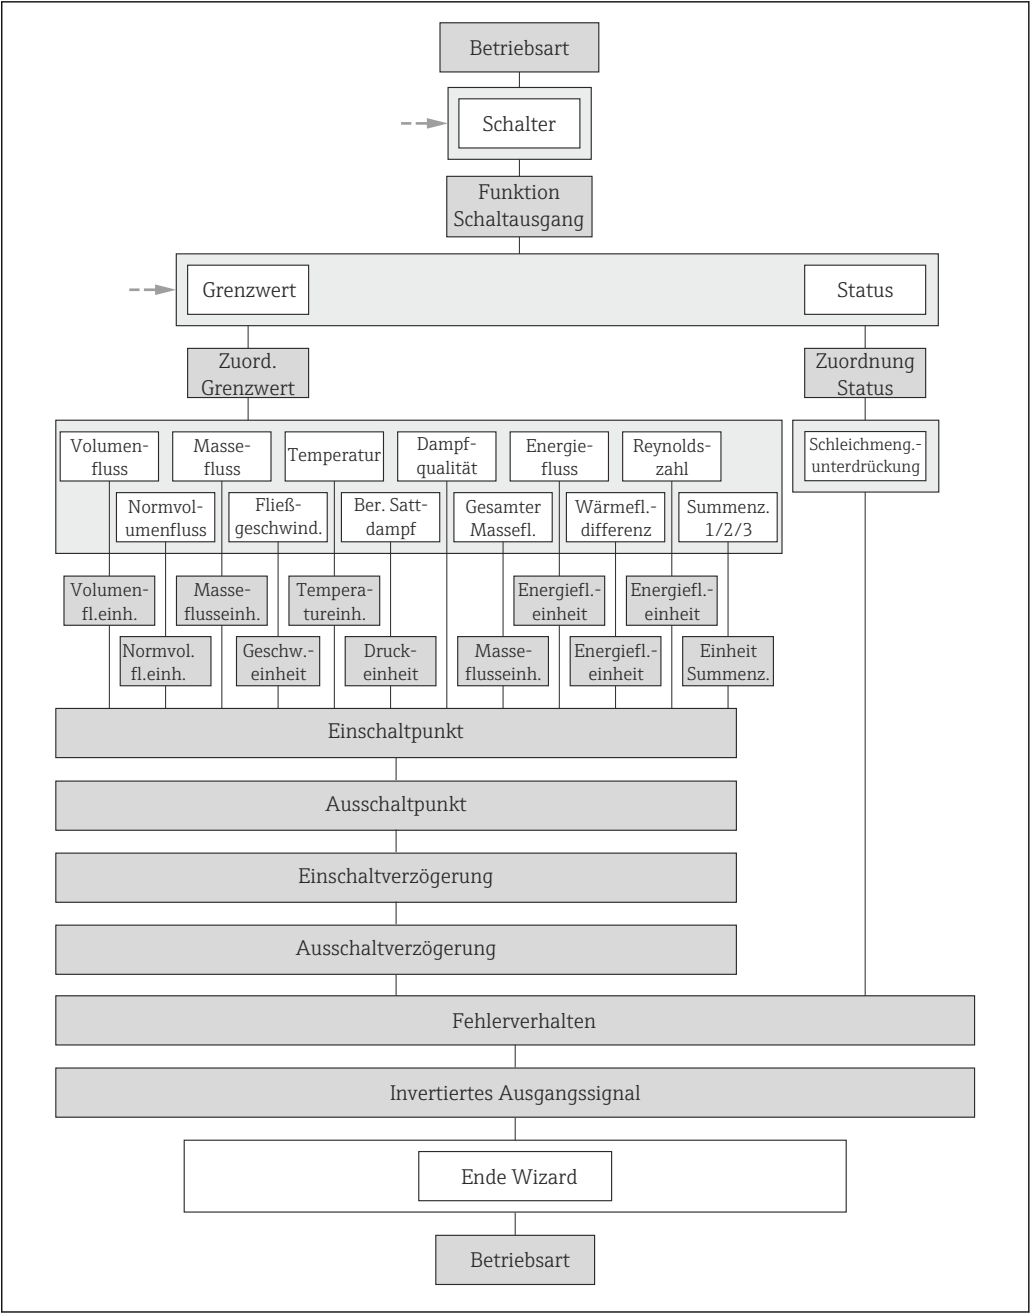 Betriebsart
Schalter
Funktion
Schaltausgang
Grenzwert
Status
Zuord.
Grenzwert
Zuordnung
Status
Volumen-
fluss
Masse-
fluss
Temperatur
Dampf-
qualität
Energie-
fluss
Reynolds-
zahl
Schleichmeng.-
unterdrückung
Normvol-
umenfluss
Fließ-
geschwind.
Ber. Satt-
dampf
Gesamter
Massefl.
Wärmefl.-
differenz
Summenz.
1/2/3
Volumen-
fl.einh.
Masse-
flusseinh.
Tempera-
tureinh.
Energiefl.-
einheit
Energiefl.-
einheit
Normvol.
fl.einh.
Geschw.-
einheit
Druck-
einheit
Masse-
flusseinh.
Energiefl.-
einheit
Einheit
Summenz.
Einschaltpunkt
Ausschaltpunkt
Einschaltverzögerung
Ausschaltverzögerung
Fehlerverhalten
Invertiertes Ausgangssignal
Ende Wizard
Betriebsart